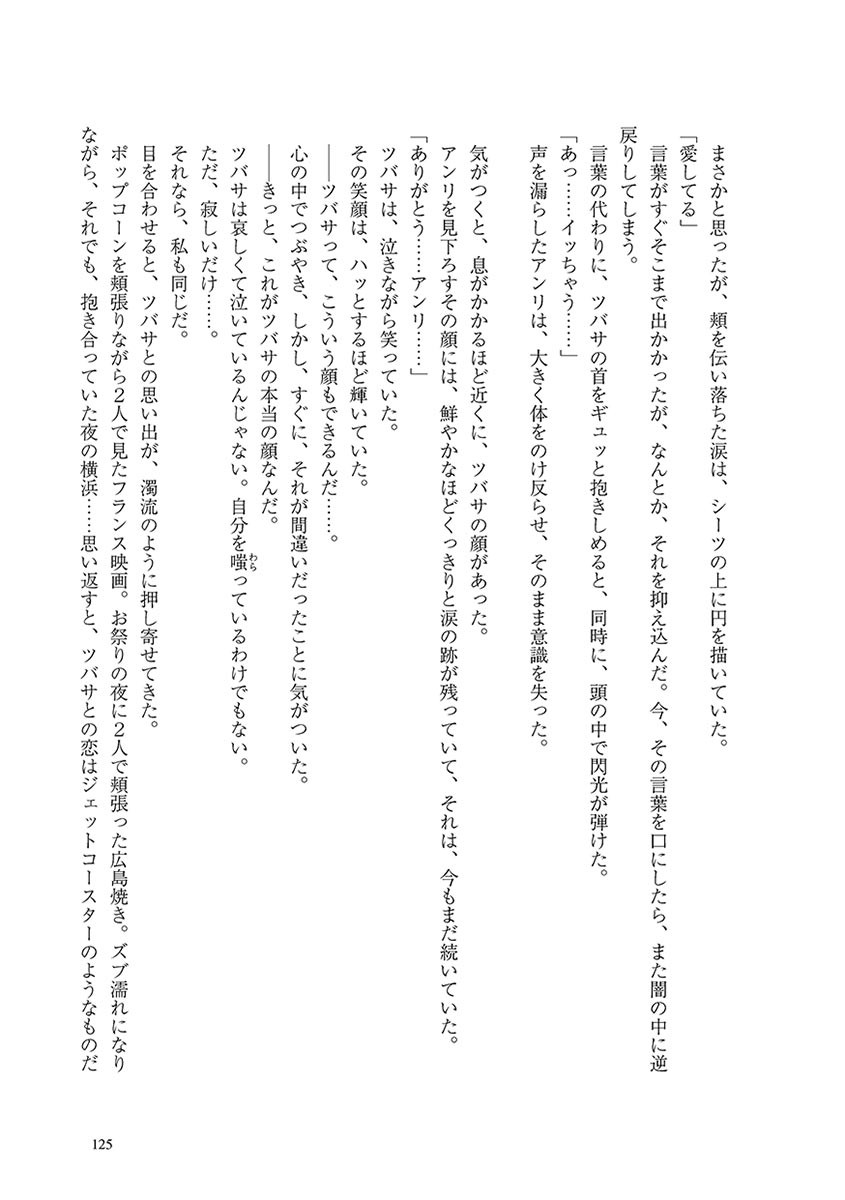 まさかと思ったが、頬を伝い落ちた涙は、シーツの上に円を描いていた。
「愛してる」
言葉がすぐそこまで出かかったが、なんとか、それを抑え込んだ。今、その言葉を口にしたら、また闇の中に逆
戻りしてしまう。
言葉の代わりに、ツバサの首をギュッと抱きしめると、同時に、頭の中で閃光が弾けた。
「あっ……イッちゃう……」
声を漏らしたアンリは、大きく体をのけ反らせ、そのまま意識を失った。
気がつくと、息がかかるほど近くに、ツバサの顔があった。
アンリを見下ろすその顔には、鮮やかなほどくっきりと涙の跡が残っていて、それは、今もまだ続いていた。
「ありがとう……アンリ……」
ツバサは、泣きながら笑っていた。
その笑顔は、ハッとするほど輝いていた。
――ツバサって、こういう顔もできるんだ……。
心の中でつぶやき、しかし、すぐに、それが間違いだったことに気がついた。
――きっと、これがツバサの本当の顔なんだ。
ツバサは哀しくて泣いているんじゃない。自分を嗤わらっているわけでもない。
ただ、寂しいだけ……。
それなら、私も同じだ。
目を合わせると、ツバサとの思い出が、濁流のように押し寄せてきた。
ポップコーンを頬張りながら2人で見たフランス映画。お祭りの夜に2人で頬張った広島焼き。ズブ濡れになり
ながら、それでも、抱き合っていた夜の横浜……思い返すと、ツバサとの恋はジェットコースターのようなものだ
125